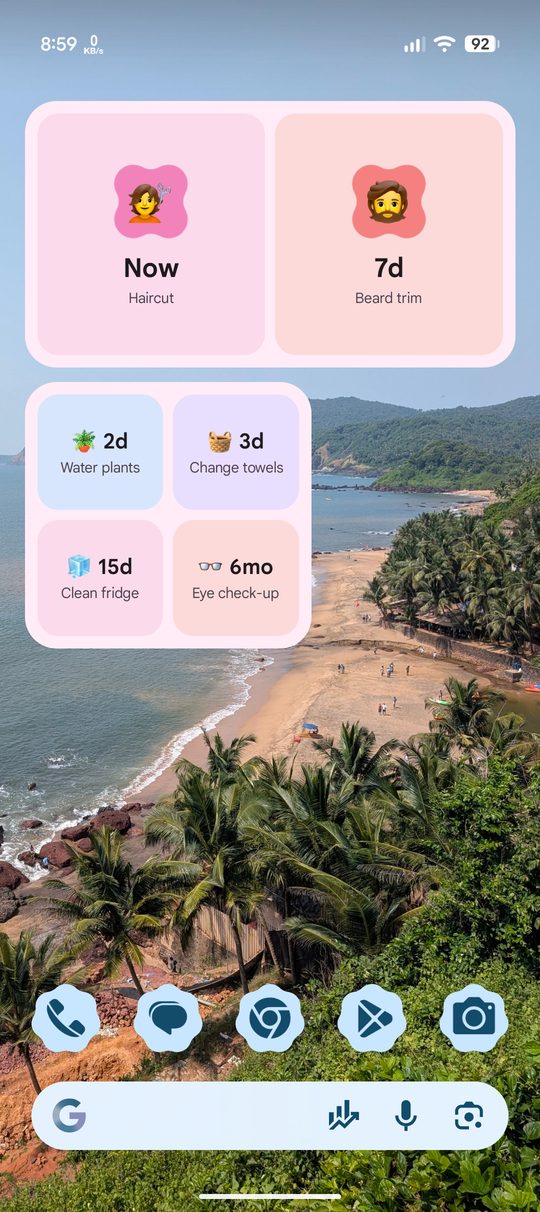 8:59
0
KB/s
92
Now
Haircut
7d
Beard trim
2d
Water plants
3d
Change towels
15d
Clean fridge
6mo
Eye check-up
G